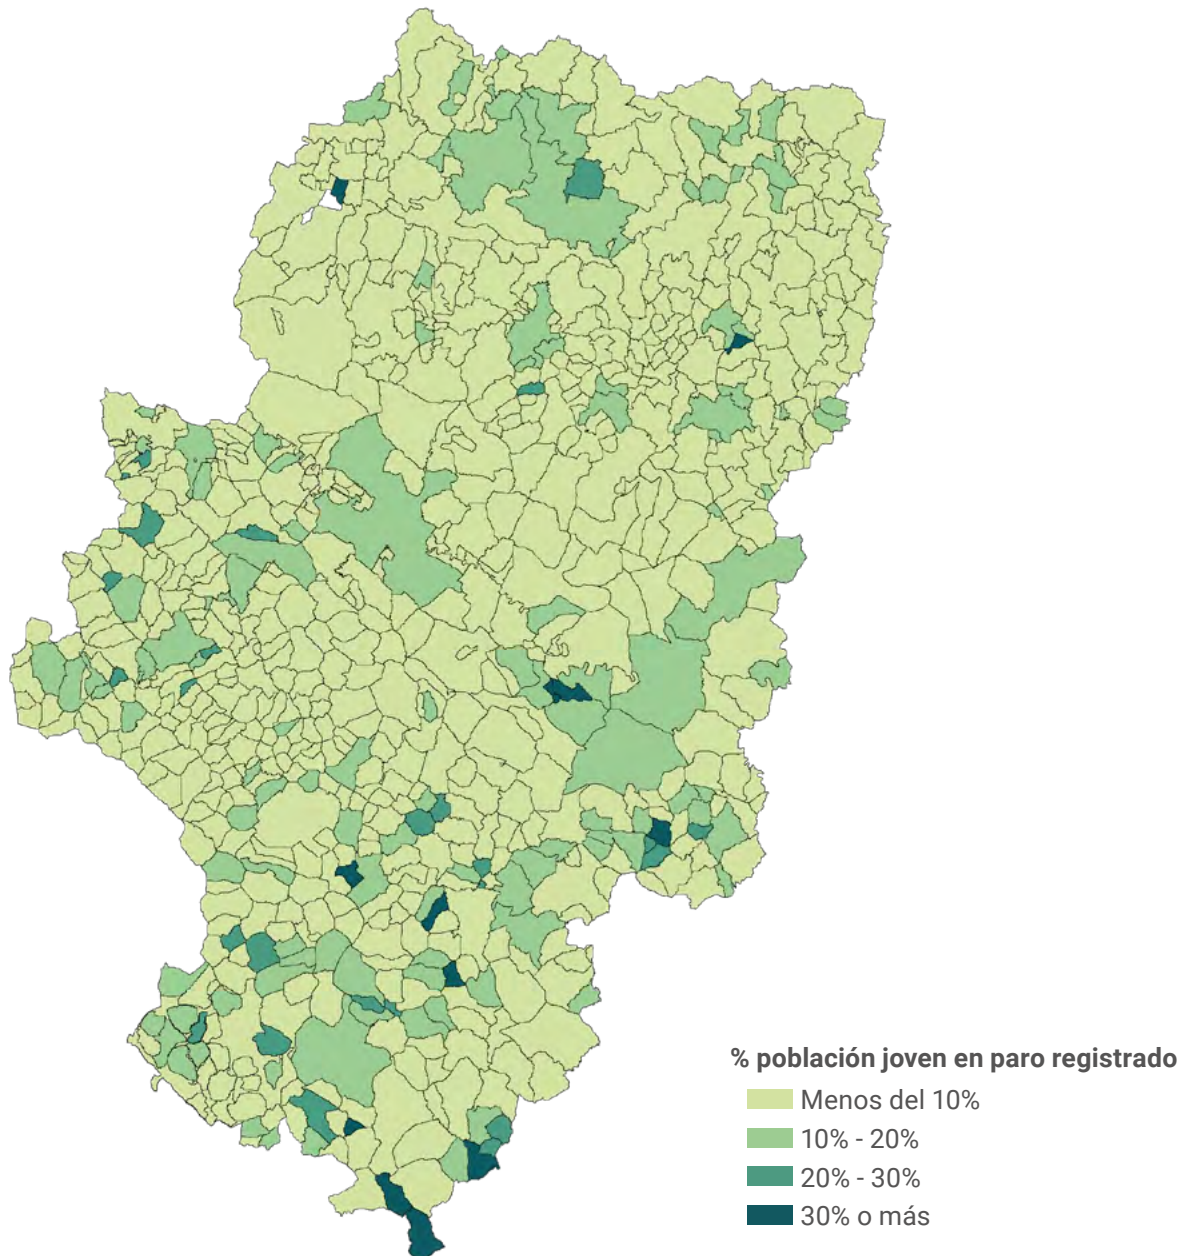 % población joven en paro registrado
Menos del 10%
10% - 20%
20% - 30%
30% o más